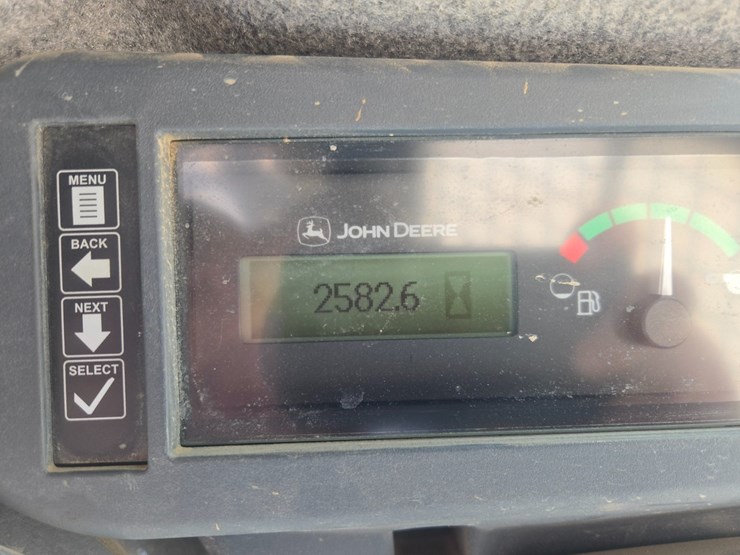 MENU
BACK
NEXT
SELECT
JOHN DEERE
2582.6